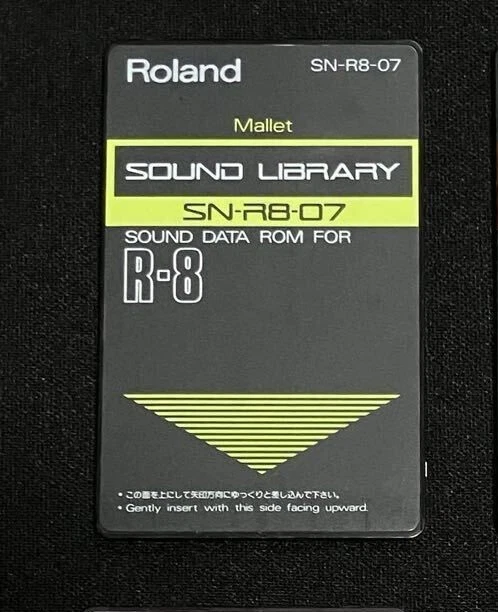 Roland SN-R8-07
Mallet
SOUND LIBRARY
SN-R8-07
SOUND DATA ROM FOR
R-8
• この面を上にして矢印方向にゆっくりと差し込んで下さい。
• Gently insert with this side facing upward.